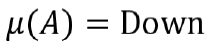 𝜇(𝐴) = Down